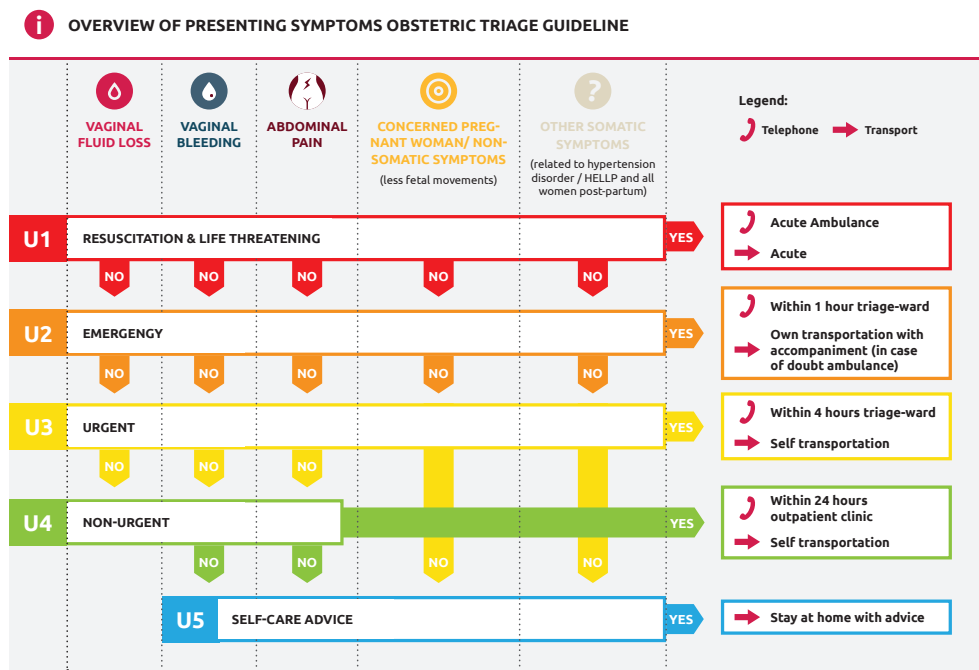 i OVERVIEW OF PRESENTING SYMPTOMS OBSTETRIC TRIAGE GUIDELINE
VAGINAL
FLUID LOSS
VAGINAL
BLEEDING
ABDOMINAL
PAIN
CONCERNED PREG-
NANT WOMAN/ NON-
SOMATIC SYMPTOMS
(less fetal movements)
?
OTHER SOMATIC
SYMPTOMS
(related to hypertension
disorder / HELLP and all
women post-partum)
Legend:
Telephone Transport
U1 RESUSCITATION & LIFE THREATENING YES
Acute Ambulance
Acute
NO NO NO NO NO
U2 EMERGENGY YES
Within 1 hour triage-ward
Own transportation with
accompaniment (in case
of doubt ambulance)
NO NO NO NO NO
U3 URGENT YES
Within 4 hours triage-ward
Self transportation
NO NO NO
U4 NON-URGENT YES
Within 24 hours
outpatient clinic
Self transportation
NO NO NO NO
U5 SELF-CARE ADVICE YES
Stay at home with advice